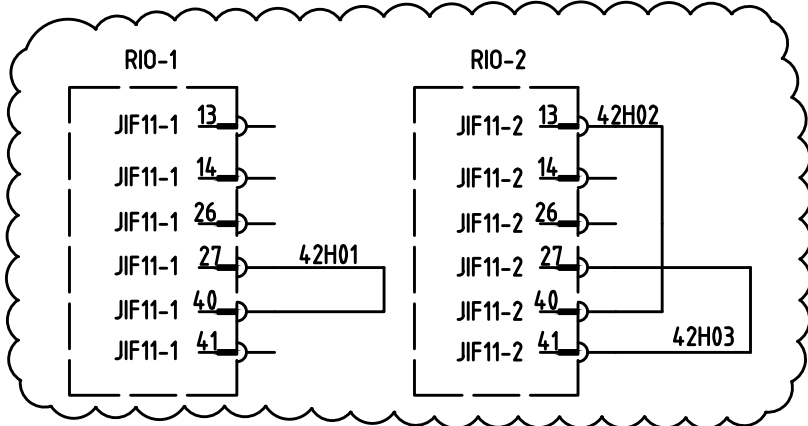 RIO-1
JIF11-1 13
JIF11-1 14
JIF11-1 26
JIF11-1 27 42H01
JIF11-1 40
JIF11-1 41
RIO-2
JIF11-2 13 42H02
JIF11-2 14
JIF11-2 26
JIF11-2 27
JIF11-2 40
JIF11-2 41 42H03